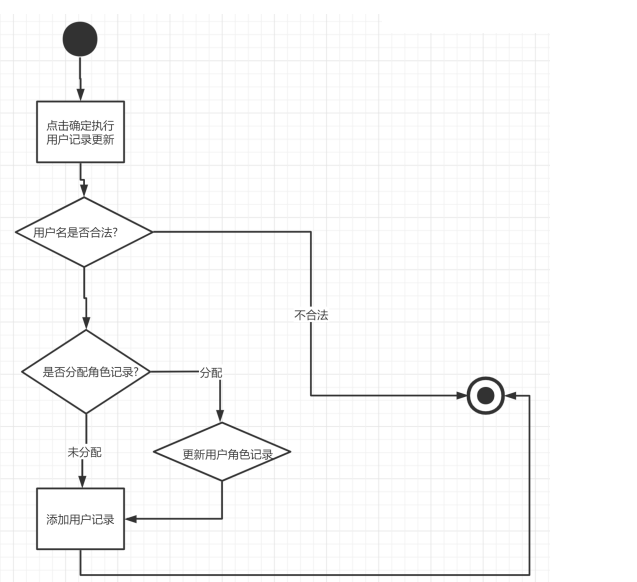 点击确定执行
用户记录更新
用户名是否合法?
不合法
是否分配角色记录?
分配
未分配
更新用户角色记录
添加用户记录